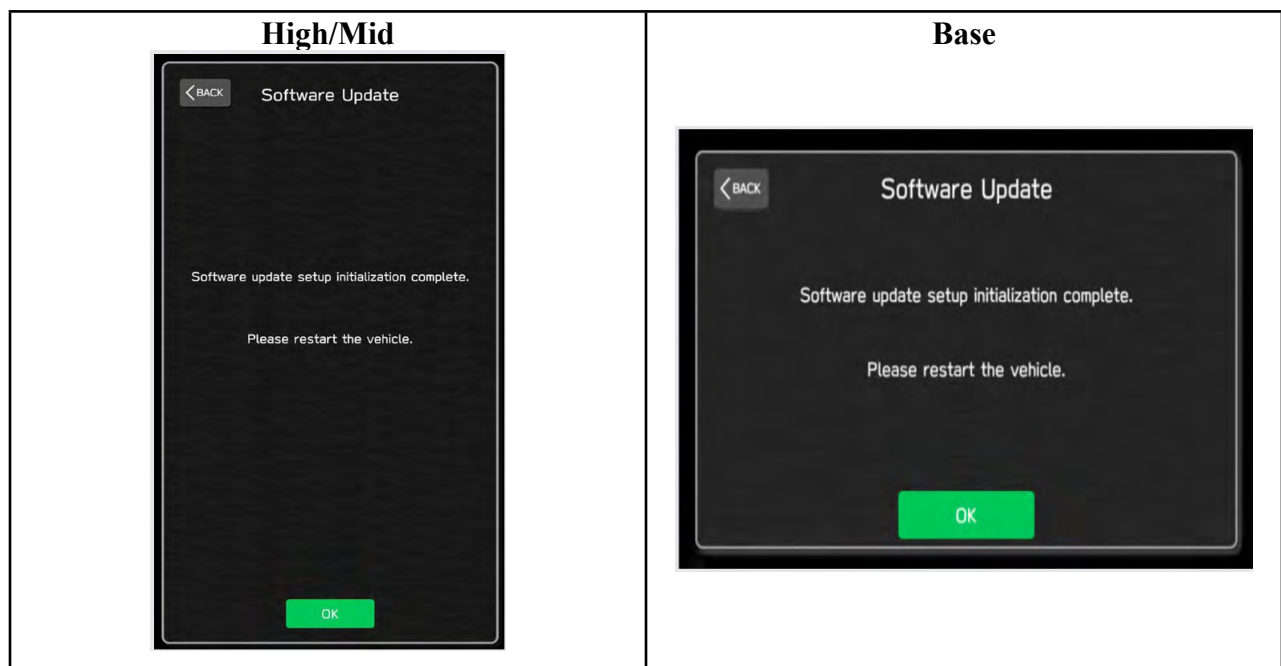 High/Mid
BACK
Software Update
Software update setup initialization complete.
Please restart the vehicle.
OK
Base
BACK
Software Update
Software update setup initialization complete.
Please restart the vehicle.
OK